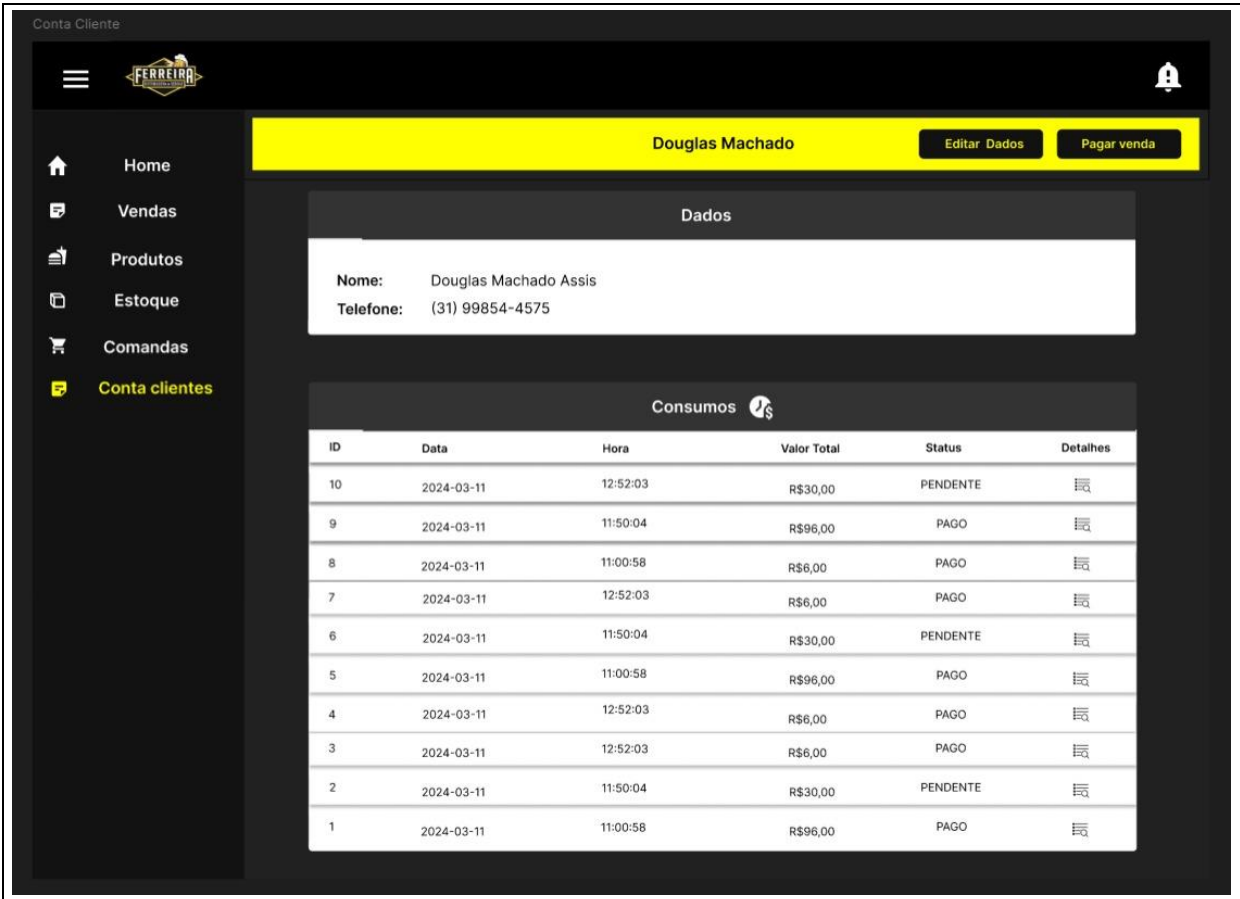 Conta Cliente
FERREIRA
Douglas Machado Editar Dados Pagar venda
Home
Vendas
Produtos
Estoque
Comandas
Conta clientes
Dados
Nome: Douglas Machado Assis
Telefone: (31) 99854-4575
Consumos
ID Data Hora Valor Total Status Detalhes
10 2024-03-11 12:52:03 R$30,00 PENDENTE
9 2024-03-11 11:50:04 R$96,00 PAGO
8 2024-03-11 11:00:58 R$6,00 PAGO
7 2024-03-11 12:52:03 R$6,00 PAGO
6 2024-03-11 11:50:04 R$30,00 PENDENTE
5 2024-03-11 11:00:58 R$96,00 PAGO
4 2024-03-11 12:52:03 R$6,00 PAGO
3 2024-03-11 12:52:03 R$6,00 PAGO
2 2024-03-11 11:50:04 R$30,00 PENDENTE
1 2024-03-11 11:00:58 R$96,00 PAGO